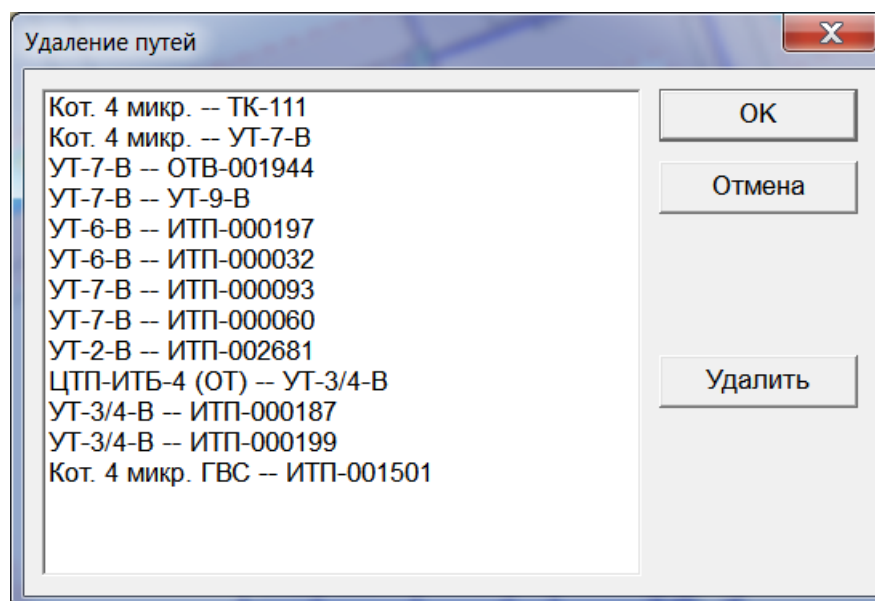 Удаление путей
Кот. 4 микр. -- ТК-111
Кот. 4 микр. -- УТ-7-В
УТ-7-В -- ОТВ-001944
УТ-7-В -- УТ-9-В
УТ-6-В -- ИТП-000197
УТ-6-В -- ИТП-000032
УТ-7-В -- ИТП-000093
УТ-7-В -- ИТП-000060
УТ-2-В -- ИТП-002681
ЦТП-ИТБ-4 (ОТ) -- УТ-3/4-В
УТ-3/4-В -- ИТП-000187
УТ-3/4-В -- ИТП-000199
Кот. 4 микр. ГВС -- ИТП-001501
ОК
Отмена
Удалить